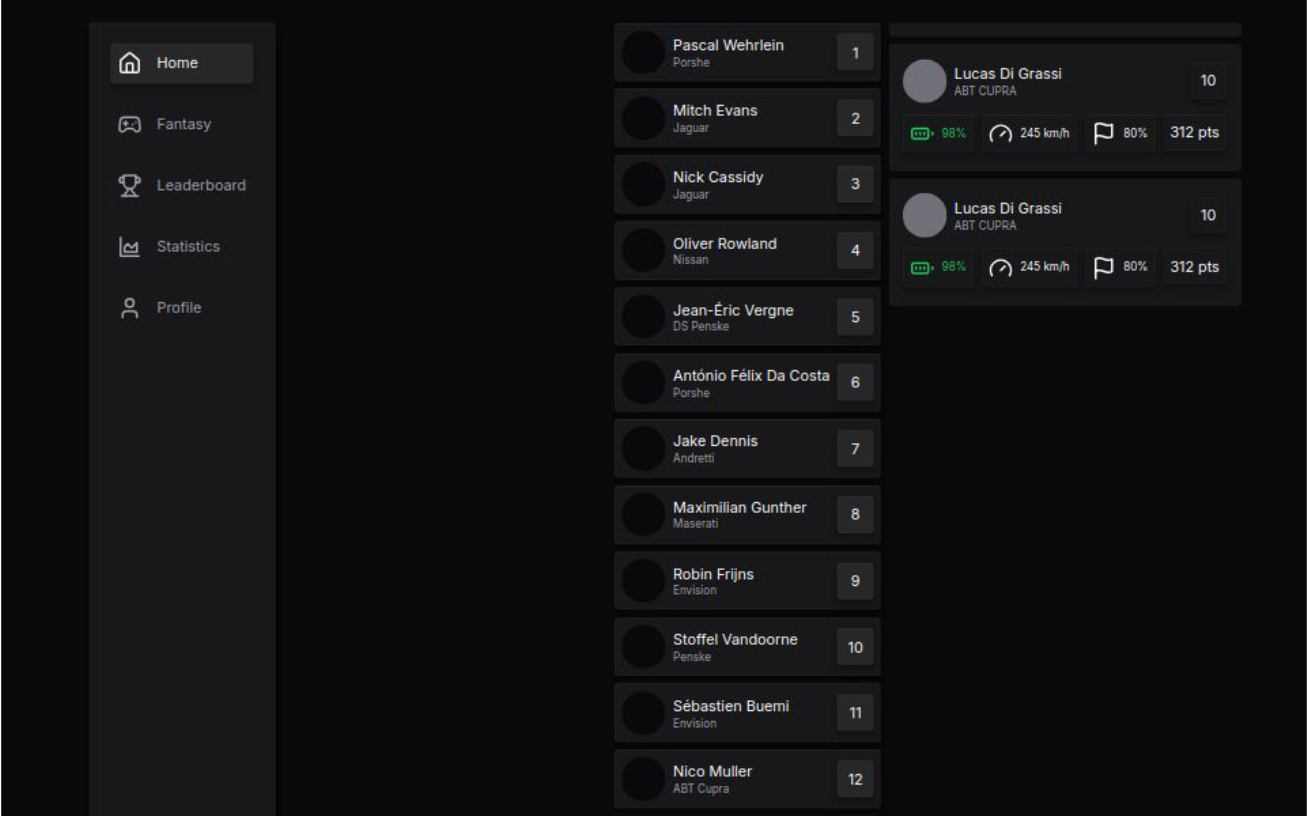 Home
Fantasy
Leaderboard
Statistics
Profile
Pascal Wehrlein
Porshe
1
Mitch Evans
Jaguar
2
Nick Cassidy
Jaguar
3
Oliver Rowland
Nissan
4
Jean-Éric Vergne
DS Penske
5
António Félix Da Costa
Porshe
6
Jake Dennis
Andretti
7
Maximilian Gunther
Maserati
8
Robin Frijns
Envision
9
Stoffel Vandoorne
Penske
10
Sébastien Buemi
Envision
11
Nico Muller
ABT Cupra
12
Lucas Di Grassi
ABT CUPRA
10
98% 245 km/h 80% 312 pts
Lucas Di Grassi
ABT CUPRA
10
98% 245 km/h 80% 312 pts